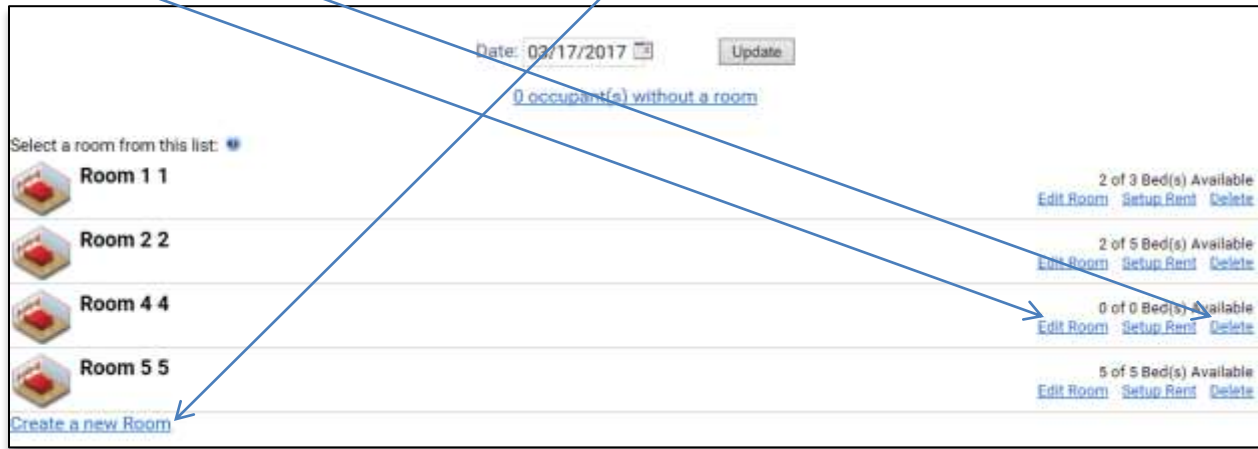 Date: 03/17/2017 Update
0 occupant(s) without a room
Select a room from this list:
Room 1 1
2 of 3 Bed(s) Available
Edit Room Setup Rent Delete
Room 2 2
2 of 5 Bed(s) Available
Edit Room Setup Rent Delete
Room 4 4
0 of 0 Bed(s) Available
Edit Room Setup Rent Delete
Room 5 5
5 of 5 Bed(s) Available
Edit Room Setup Rent Delete
Create a new Room